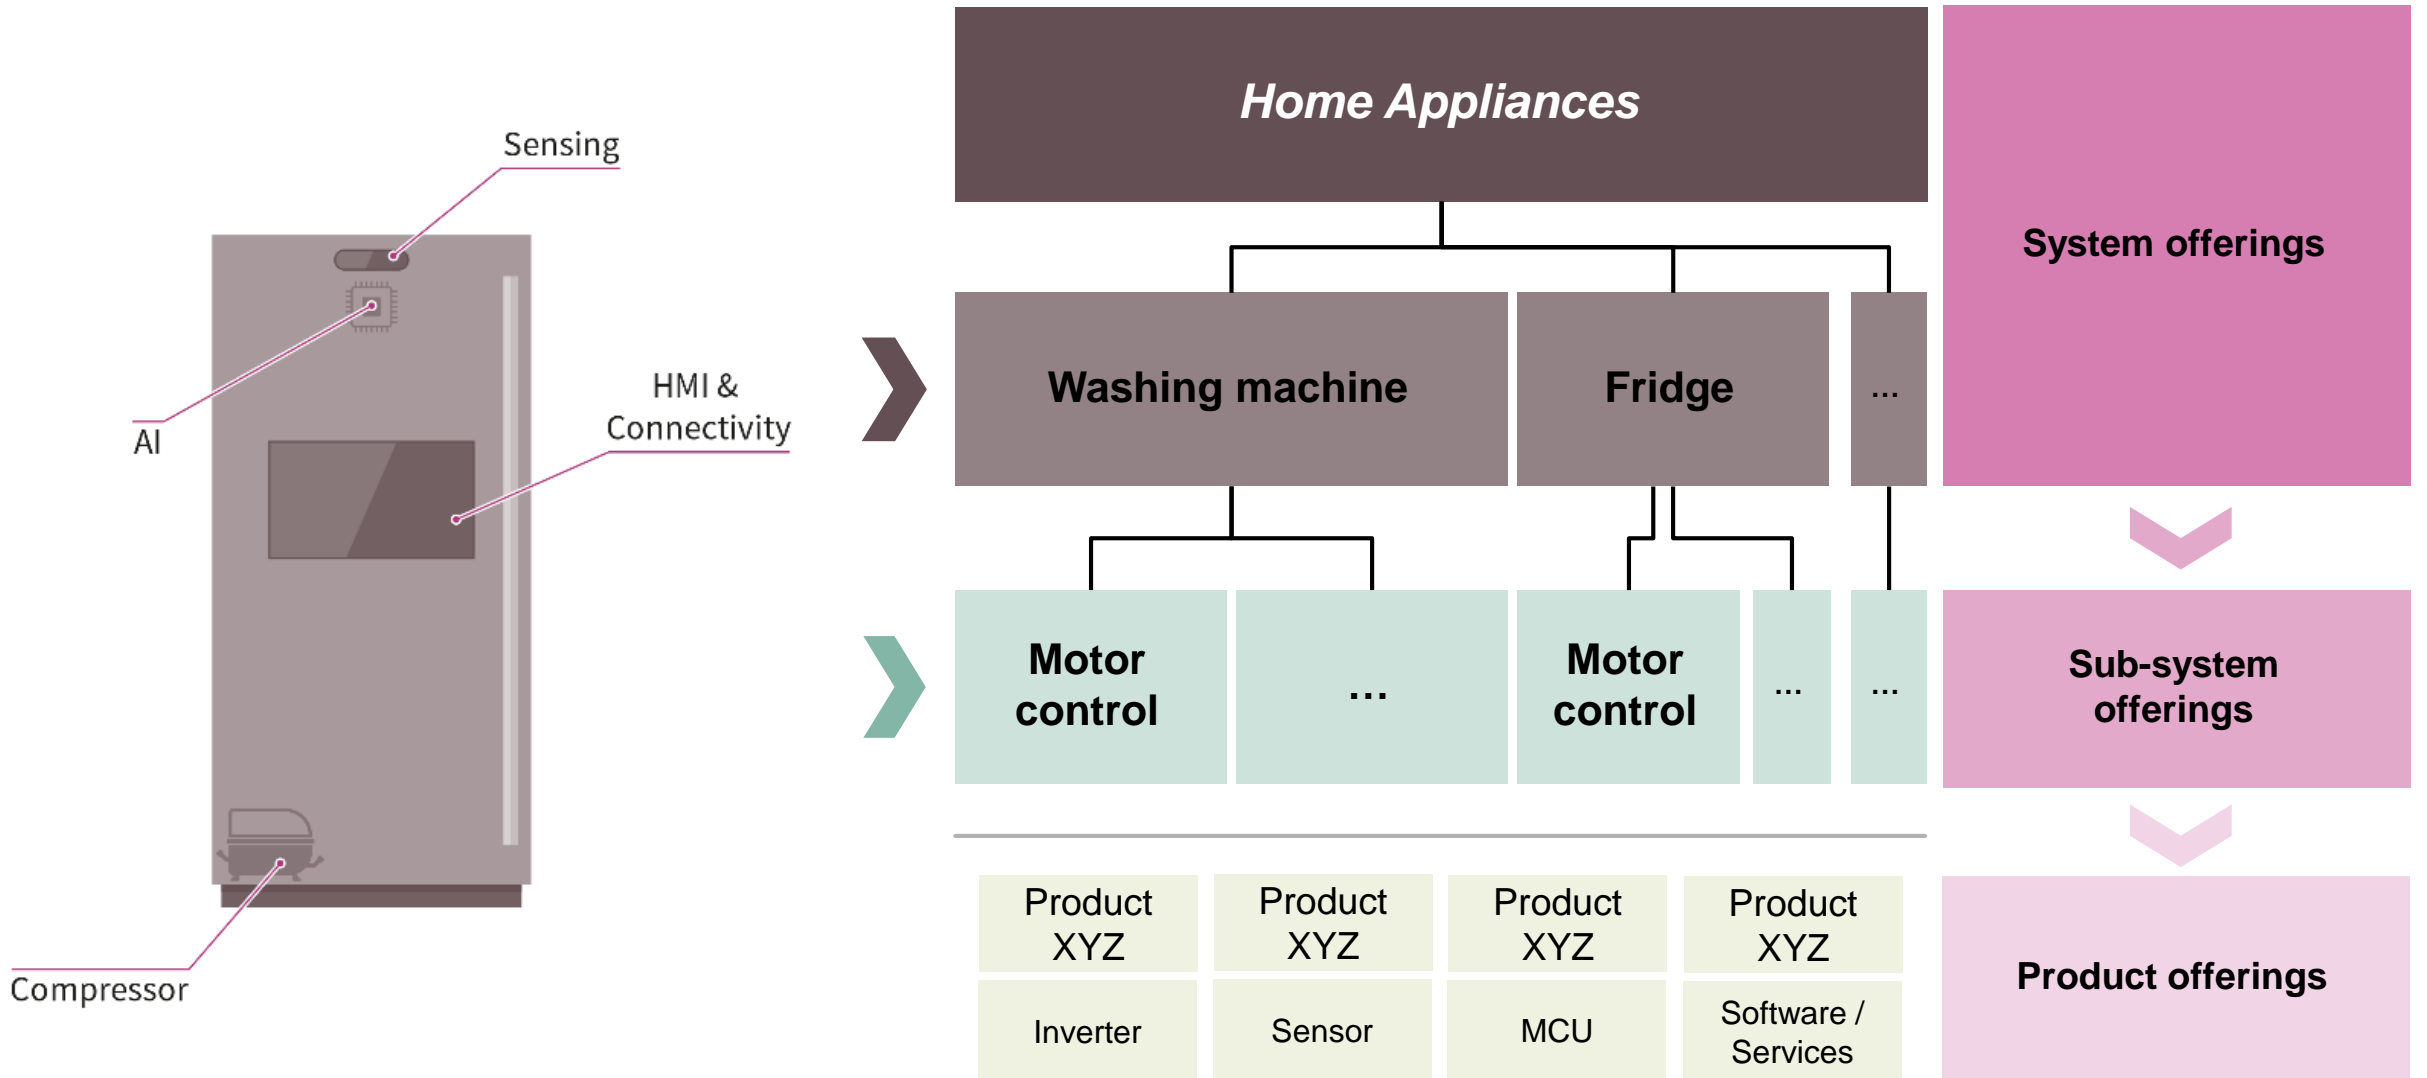 Sensing
AI
HMI &
Connectivity
Compressor
Home Appliances
Washing machine
Fridge
...
Motor
control
...
Motor
control
...
...
Product
XYZ
Product
XYZ
Product
XYZ
Product
XYZ
Inverter
Sensor
MCU
Software /
Services
System offerings
Sub-system
offerings
Product offerings